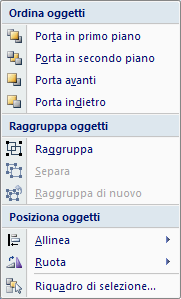 Ordina oggetti
Porta in primo piano
Porta in secondo piano
Porta avanti
Porta indietro
Raggruppa oggetti
Raggruppa
Separa
Raggruppa di nuovo
Posiziona oggetti
Allinea
Ruota
Riquadro di selezione...